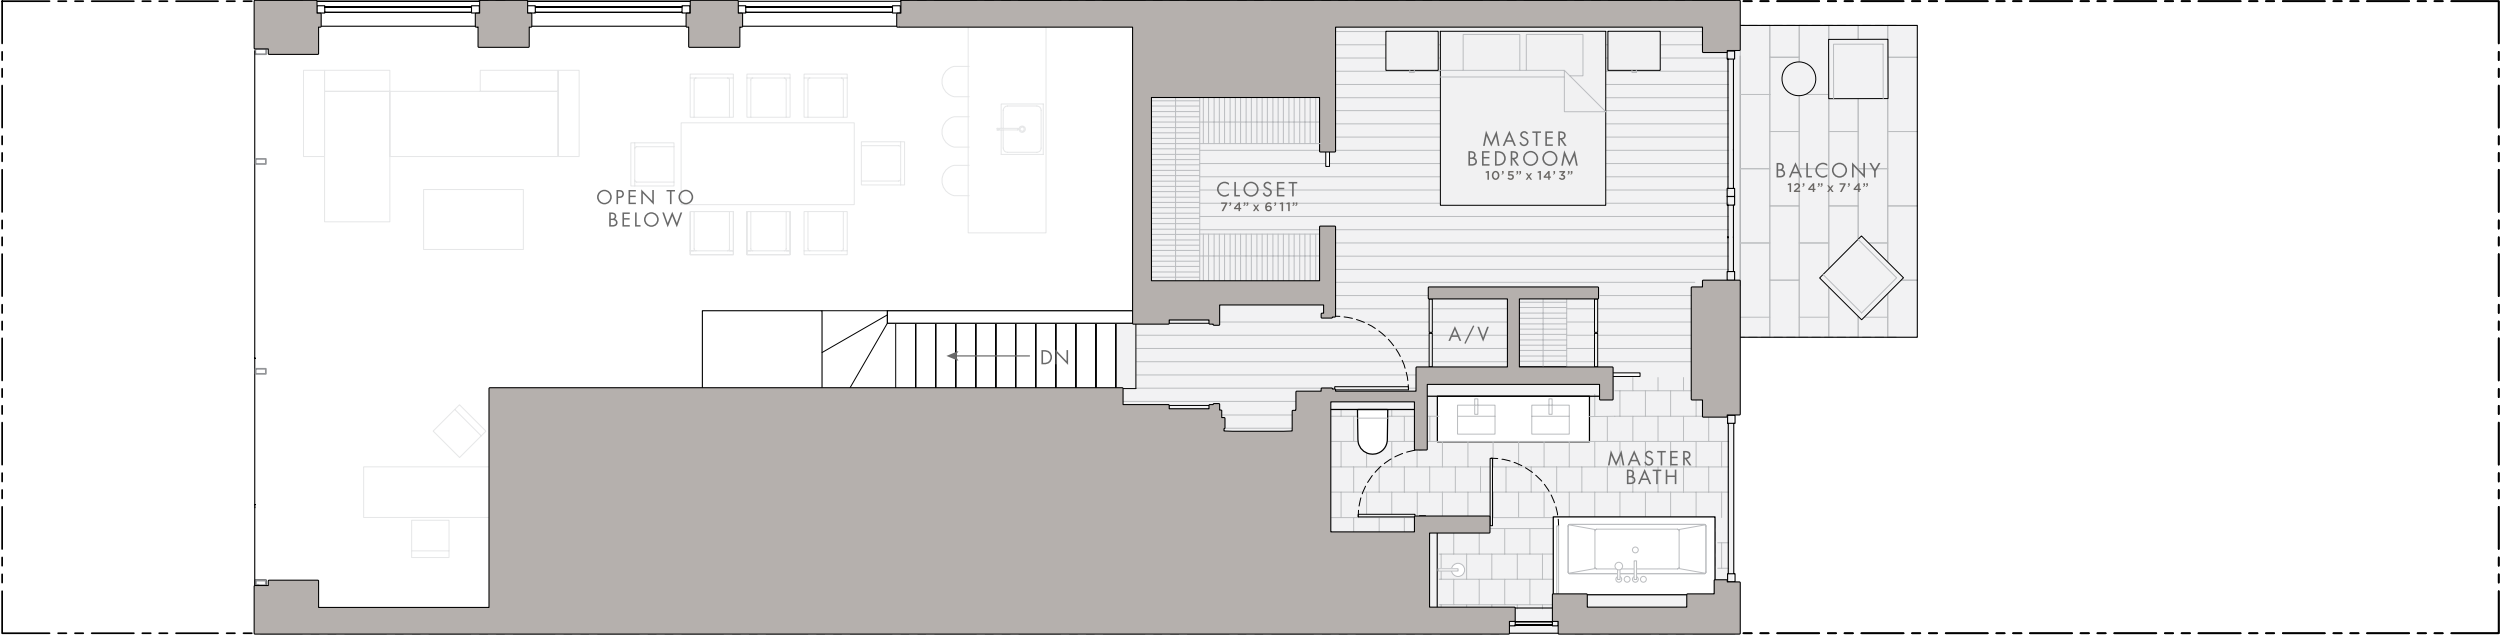 OPEN TO
BELOW
CLOSET
7'4" x 6'11"
MASTER
BEDROOM
10'5" x 14'3"
BALCONY
12'4" x 7'4"
A/V
DN
MASTER
BATH